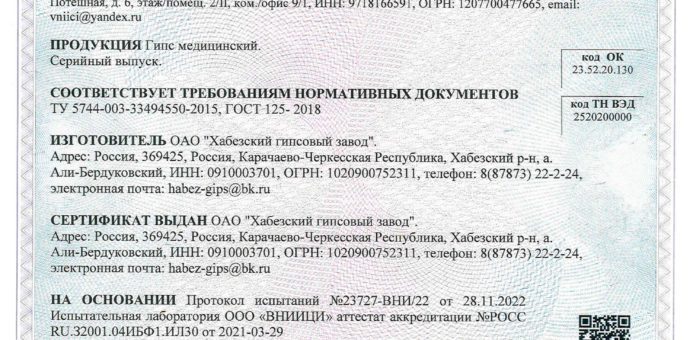 Потешная, д. 6, этаж/помещ. 2/II, ком./офис 9/1, ИНН: 9718166591, ОГРН: 1207700477665, email:
vniici@yandex.ru
ПРОДУКЦИЯ Гипс медицинский.
Серийный выпуск.
код ОК
23.52.20.130
СООТВЕТСТВУЕТ ТРЕБОВАНИЯМ НОРМАТИВНЫХ ДОКУМЕНТОВ
ТУ 5744-003-33494550-2015, ГОСТ 125- 2018
код ТН ВЭД
2520200000
ИЗГОТОВИТЕЛЬ ОАО "Хабезский гипсовый завод".
Адрес: Россия, 369425, Россия, Карачаево-Черкесская Республика, Хабезский р-н, а.
Али-Бердуковский, ИНН: 0910003701, ОГРН: 1020900752311, телефон: 8(87873) 22-2-24,
электронная почта: habez-gips@bk.ru
СЕРТИФИКАТ ВЫДАН ОАО "Хабезский гипсовый завод".
Адрес: Россия, 369425, Россия, Карачаево-Черкесская Республика, Хабезский р-н, а.
Али-Бердуковский, ИНН: 0910003701, ОГРН: 1020900752311, телефон: 8(87873) 22-2-24,
электронная почта: habez-gips@bk.ru
НА ОСНОВАНИИ Протокол испытаний №23727-ВНИ/22 от 28.11.2022
Испытательная лаборатория ООО «ВНИИЦИ» аттестат аккредитации №РОСС
RU.32001.04ИБФ1.ИЛ30 от 2021-03-29